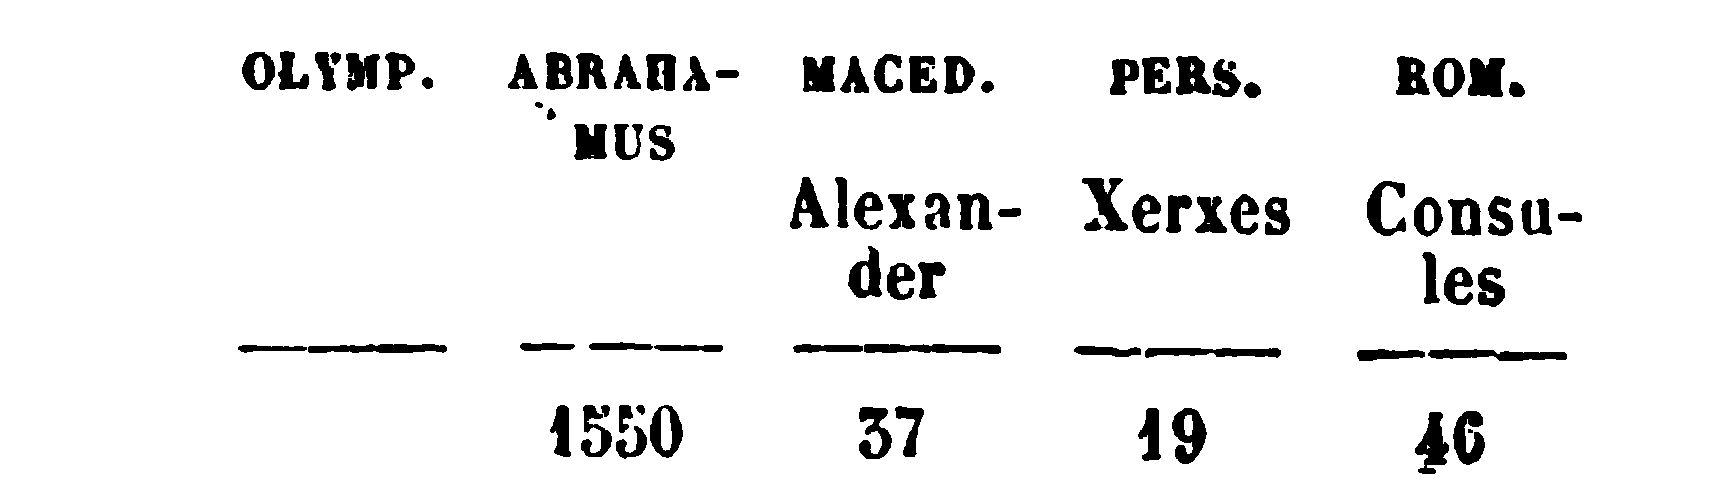 OLYMP. ABRAHA- MACED. PERS. ROM.
MUS
Alexan- Xerxes Consu-
der les
1550 37 19 46